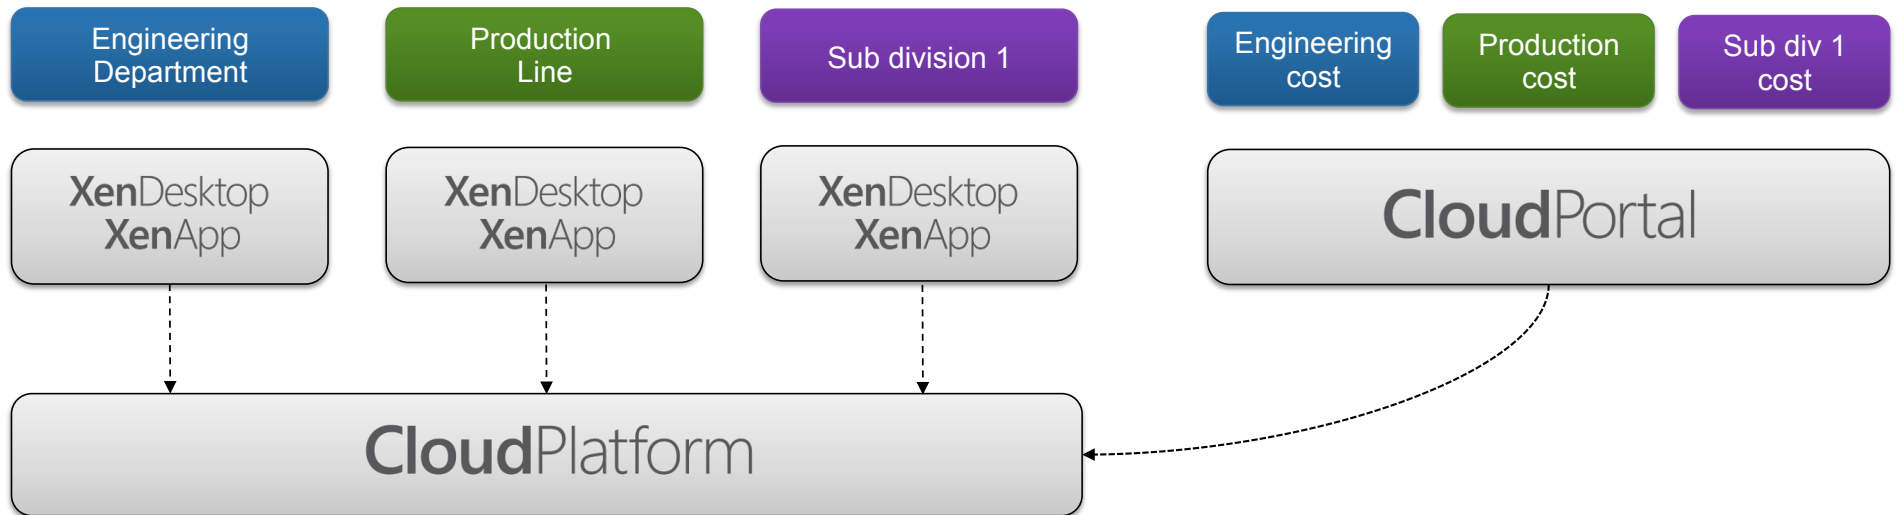 Engineering
Department
Production
Line
Sub division 1
Engineering
cost
Production
cost
Sub div 1
cost
XenDesktop
XenApp
XenDesktop
XenApp
XenDesktop
XenApp
CloudPortal
CloudPlatform